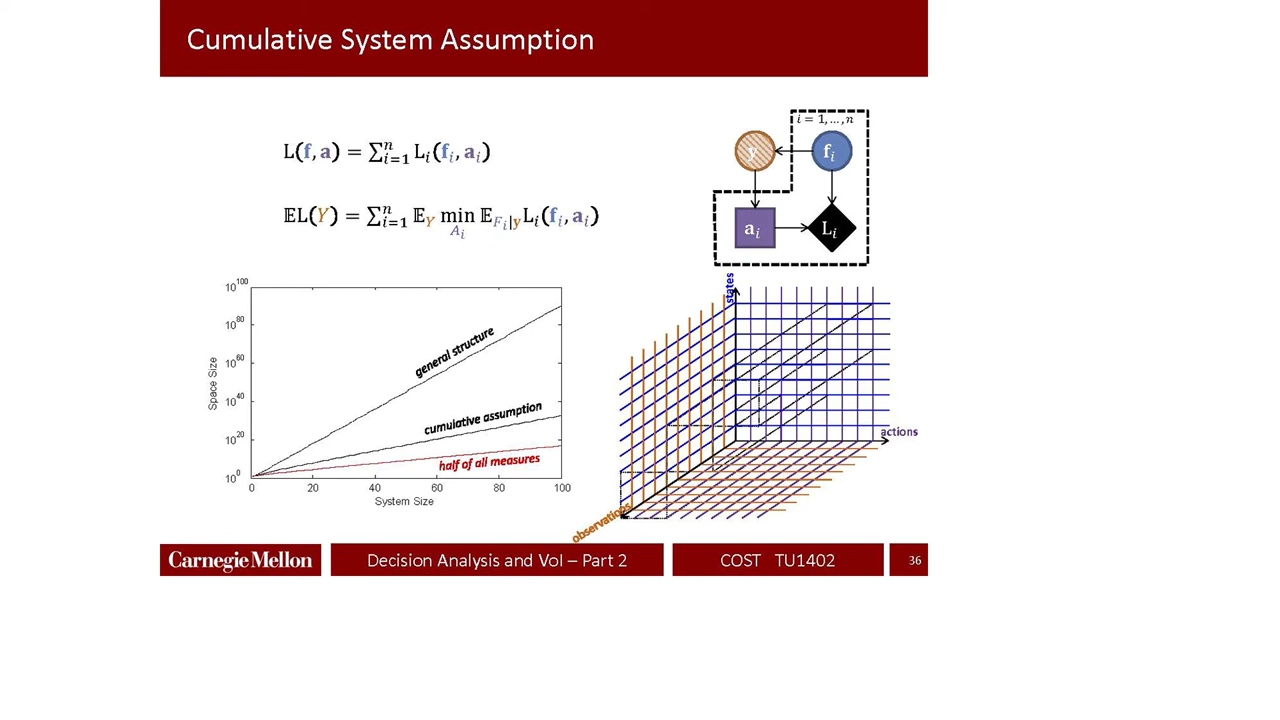 Cumulative System Assumption
L(f,a) = ∑ⁿᵢ₌₁ Lᵢ(fᵢ,aᵢ)
𝔼L(Y) = ∑ⁿᵢ₌₁ 𝔼_Y min_{Aᵢ} 𝔼_{Fᵢ|y} Lᵢ(fᵢ,aᵢ)
i = 1,…,n
y
fᵢ
aᵢ
Lᵢ
Space Size
10¹⁰⁰
10⁸⁰
10⁶⁰
10⁴⁰
10²⁰
10⁰
general structure
cumulative assumption
half of all measures
0 20 40 60 80 100
System Size
states
actions
observations
Carnegie Mellon
Decision Analysis and VoI – Part 2
COST TU1402
36